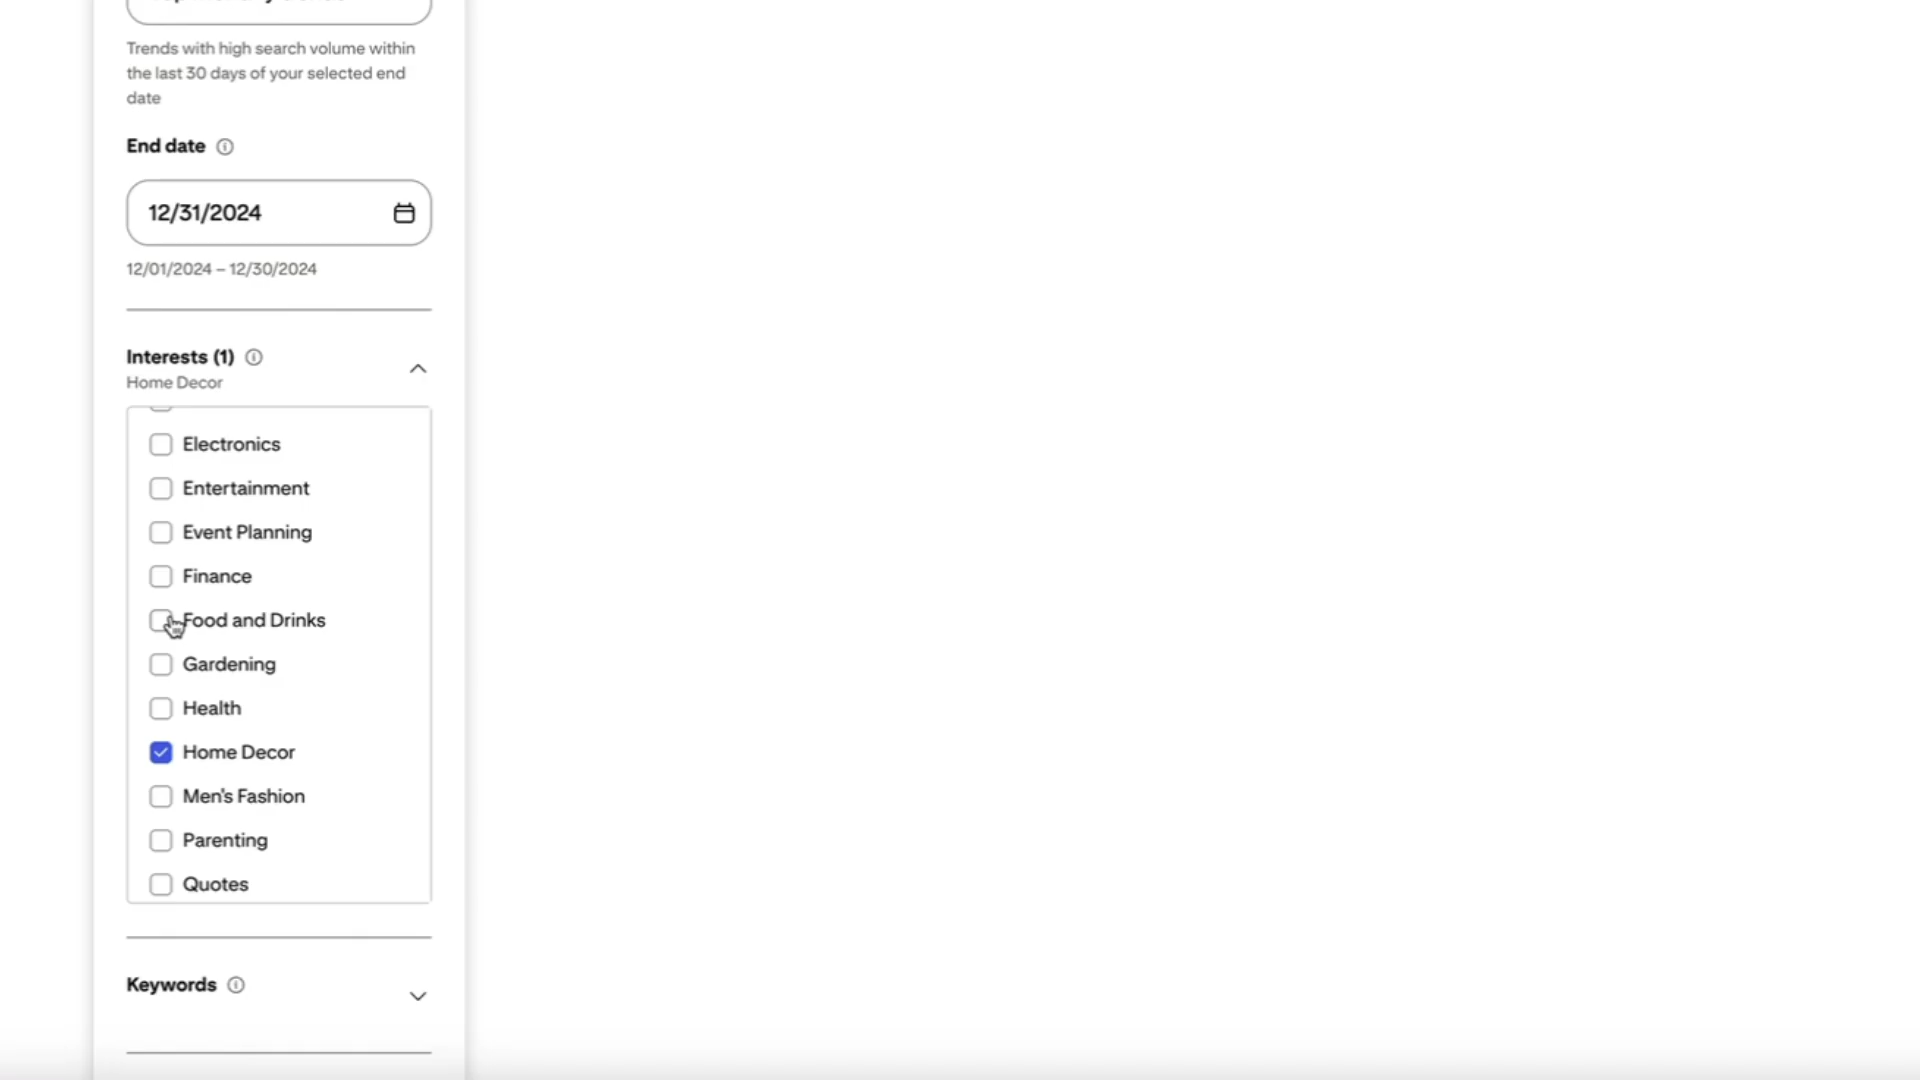 Trends with high search volume within
the last 30 days of your selected end
date
End date
12/31/2024
12/01/2024 – 12/30/2024
Interests (1)
Home Decor
Electronics
Entertainment
Event Planning
Finance
Food and Drinks
Gardening
Health
Home Decor
Men's Fashion
Parenting
Quotes
Keywords